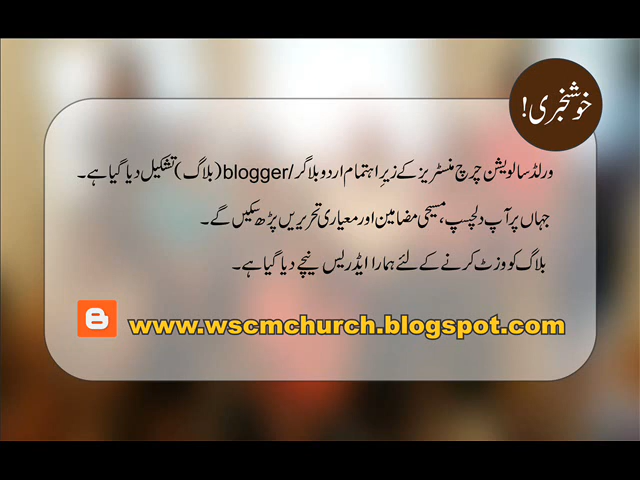 خوشخبری!
ورلڈ سالویشن چرچ منسٹریز کے زیرِ اہتمام اردو بلاگر/blogger (بلاگ) تشکیل دیا گیا ہے۔
جہاں پر آپ دلچسپ، مسیحی مضامین اور معیاری تحریریں پڑھ سکیں گے۔
بلاگ کو وزٹ کرنے کے لئے ہمارا ایڈریس نیچے دیا گیا ہے۔
www.wscmchurch.blogspot.com